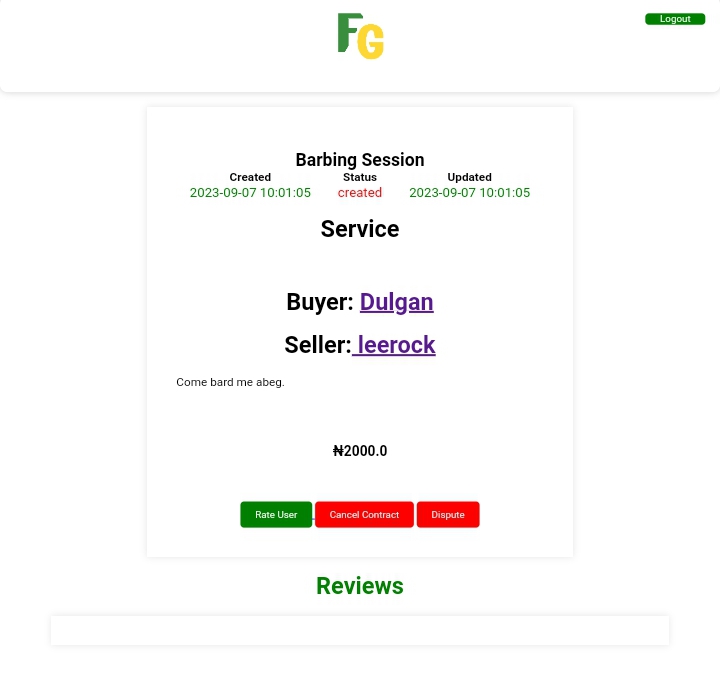 FG
Logout
Barbing Session
Created Status Updated
2023-09-07 10:01:05 created 2023-09-07 10:01:05
Service
Buyer: Dulgan
Seller: leerock
Come bard me abeg.
₦2000.0
Rate User Cancel Contract Dispute
Reviews